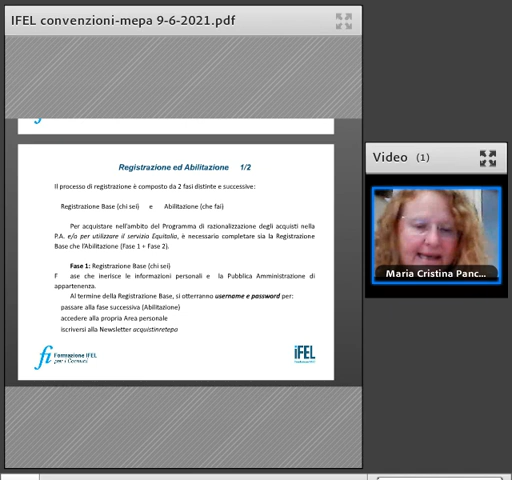 IFEL convenzioni-mepa 9-6-2021.pdf
Registrazione ed Abilitazione 1/2
Il processo di registrazione è composto da 2 fasi distinte e successive:
Registrazione Base (chi sei) e Abilitazione (che fai)
Per acquistare nell'ambito del Programma di razionalizzazione degli acquisti nella
P.A. e/o per utilizzare il servizio Equitalia, è necessario completare sia la Registrazione
Base che l'Abilitazione (Fase 1 + Fase 2).
Fase 1: Registrazione Base (chi sei)
F ase che inerisce le informazioni personali e la Pubblica Amministrazione di
appartenenza.
Al termine della Registrazione Base, si otterranno username e password per:
passare alla fase successiva (Abilitazione)
accedere alla propria Area personale
iscriversi alla Newsletter acquistinretepa
fi Formazione IFEL
per i Comuni
iFEL
Video (1)
Maria Cristina Panc...